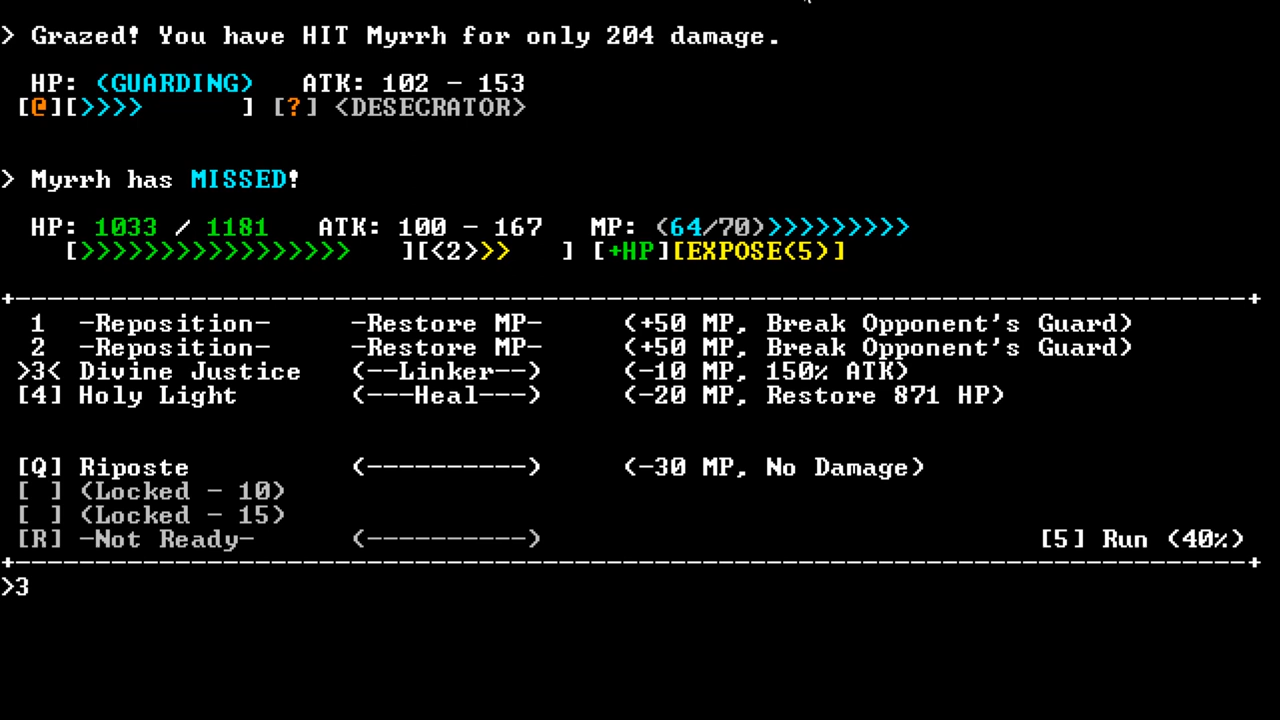 > Grazed! You have HIT Myrrh for only 204 damage.
HP: (GUARDING)   ATK: 102 - 153
[@][>>>>      ] [?] <DESECRATOR>
> Myrrh has MISSED!
HP: 1033 / 1181   ATK: 100 - 167   MP: (64/70)>>>>>>>>>
[>>>>>>>>>>>>>>>>>   ][(<2>>>   ] [+HP][EXPOSE(5)]
+------------------------------------------------------------------------------+
1  -Reposition-     -Restore MP-     (+50 MP, Break Opponent's Guard)
2  -Reposition-     -Restore MP-     (+50 MP, Break Opponent's Guard)
>3< Divine Justice   (--Linker--)     (-10 MP, 150% ATK)
[4] Holy Light       (---Heal---)     (-20 MP, Restore 871 HP)
[Q] Riposte          (----------)     (-30 MP, No Damage)
[ ] (Locked - 10)
[ ] (Locked - 15)
[R] -Not Ready-      (----------)                               [5] Run (40%)
+------------------------------------------------------------------------------+
>3